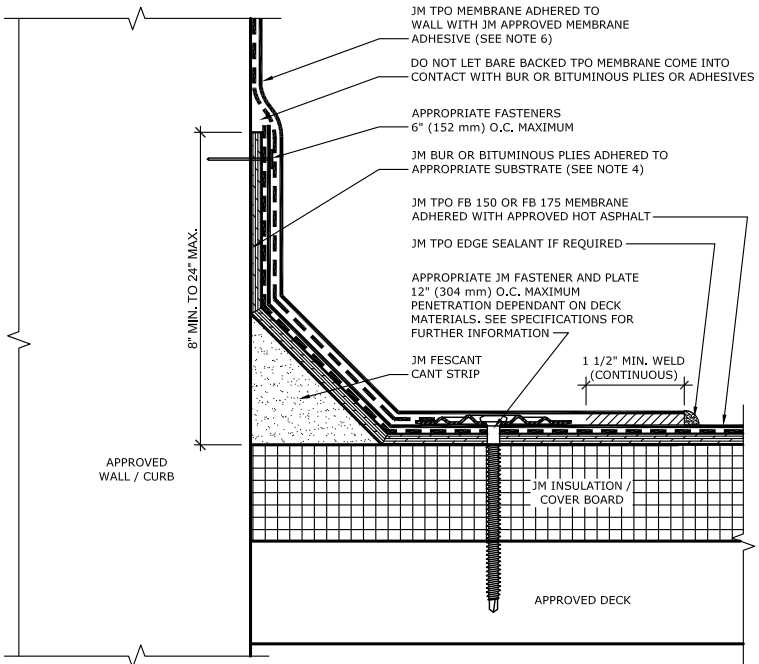 JM TPO MEMBRANE ADHERED TO
WALL WITH JM APPROVED MEMBRANE
ADHESIVE (SEE NOTE 6)
DO NOT LET BARE BACKED TPO MEMBRANE COME INTO
CONTACT WITH BUR OR BITUMINOUS PLIES OR ADHESIVES
APPROPRIATE FASTENERS
6" (152 mm) O.C. MAXIMUM
JM BUR OR BITUMINOUS PLIES ADHERED TO
APPROPRIATE SUBSTRATE (SEE NOTE 4)
JM TPO FB 150 OR FB 175 MEMBRANE
ADHERED WITH APPROVED HOT ASPHALT
JM TPO EDGE SEALANT IF REQUIRED
APPROPRIATE JM FASTENER AND PLATE
12" (304 mm) O.C. MAXIMUM
PENETRATION DEPENDANT ON DECK
MATERIALS. SEE SPECIFICATIONS FOR
FURTHER INFORMATION
1 1/2" MIN. WELD
(CONTINUOUS)
JM FESCANT
CANT STRIP
8" MIN. TO 24" MAX.
APPROVED
WALL / CURB
JM INSULATION /
COVER BOARD
APPROVED DECK